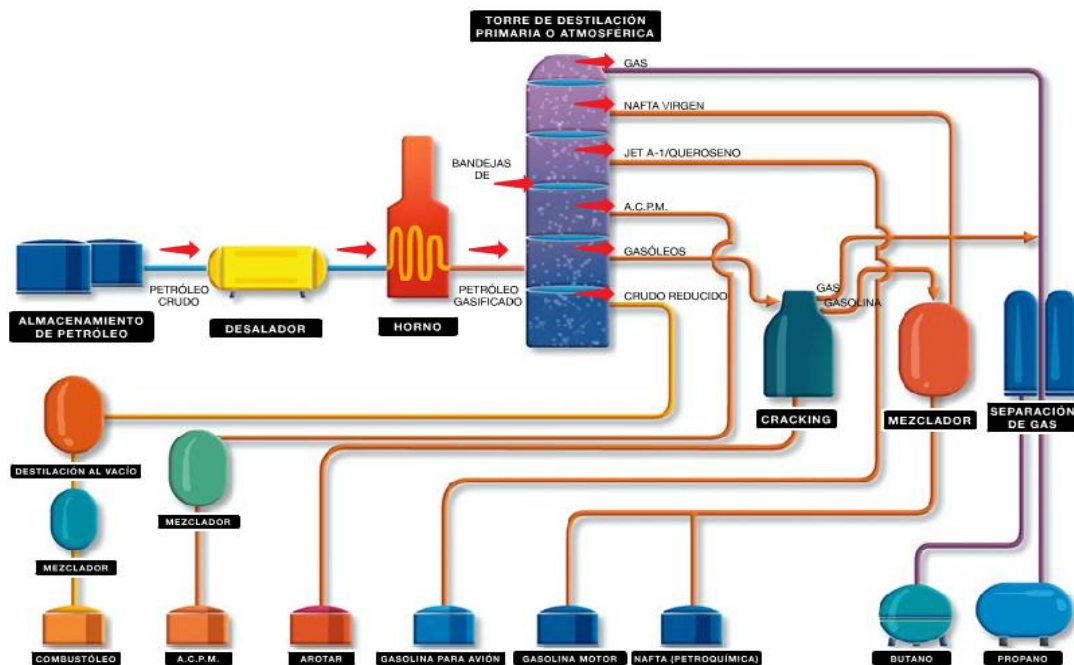 TORRE DE DESTILACIÓN
PRIMARIA O ATMOSFÉRICA
GAS
NAFTA VIRGEN
JET A-1/QUEROSENO
BANDEJAS
DE
A.C.P.M.
GASÓLEOS
CRUDO REDUCIDO
PETRÓLEO
CRUDO
PETRÓLEO
GASIFICADO
ALMACENAMIENTO
DE PETRÓLEO
DESALADOR
HORNO
GAS
GASOLINA
CRACKING
MEZCLADOR
SEPARACIÓN
DE GAS
DESTILACIÓN AL VACÍO
MEZCLADOR
MEZCLADOR
COMBUSTÓLEO
A.C.P.M.
AROTAR
GASOLINA PARA AVIÓN
GASOLINA MOTOR
NAFTA (PETROQUÍMICA)
BUTANO
PROPANO